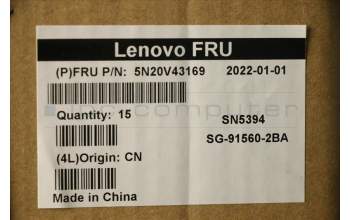 Lenovo FRU
(P)FRU P/N: 5N20V43169 2022-01-01
Quantity: 15
SN5394
SG-91560-2BA
(4L)Origin: CN
Made in China